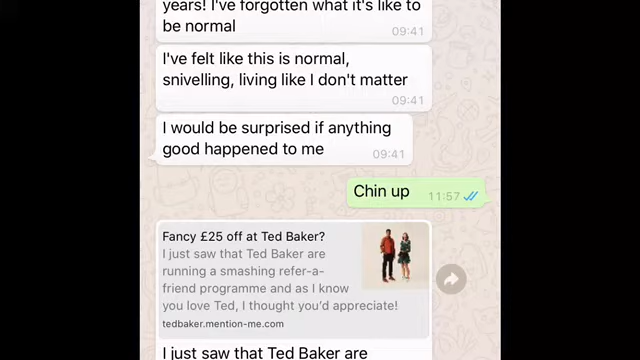 years! I've forgotten what it's like to
be normal
09:41
I've felt like this is normal,
snivelling, living like I don't matter
09:41
I would be surprised if anything
good happened to me
09:41
Chin up
11:57
Fancy £25 off at Ted Baker?
I just saw that Ted Baker are
running a smashing refer-a-
friend programme and as I know
you love Ted, I thought you'd appreciate!
tedbaker.mention-me.com
I just saw that Ted Baker are